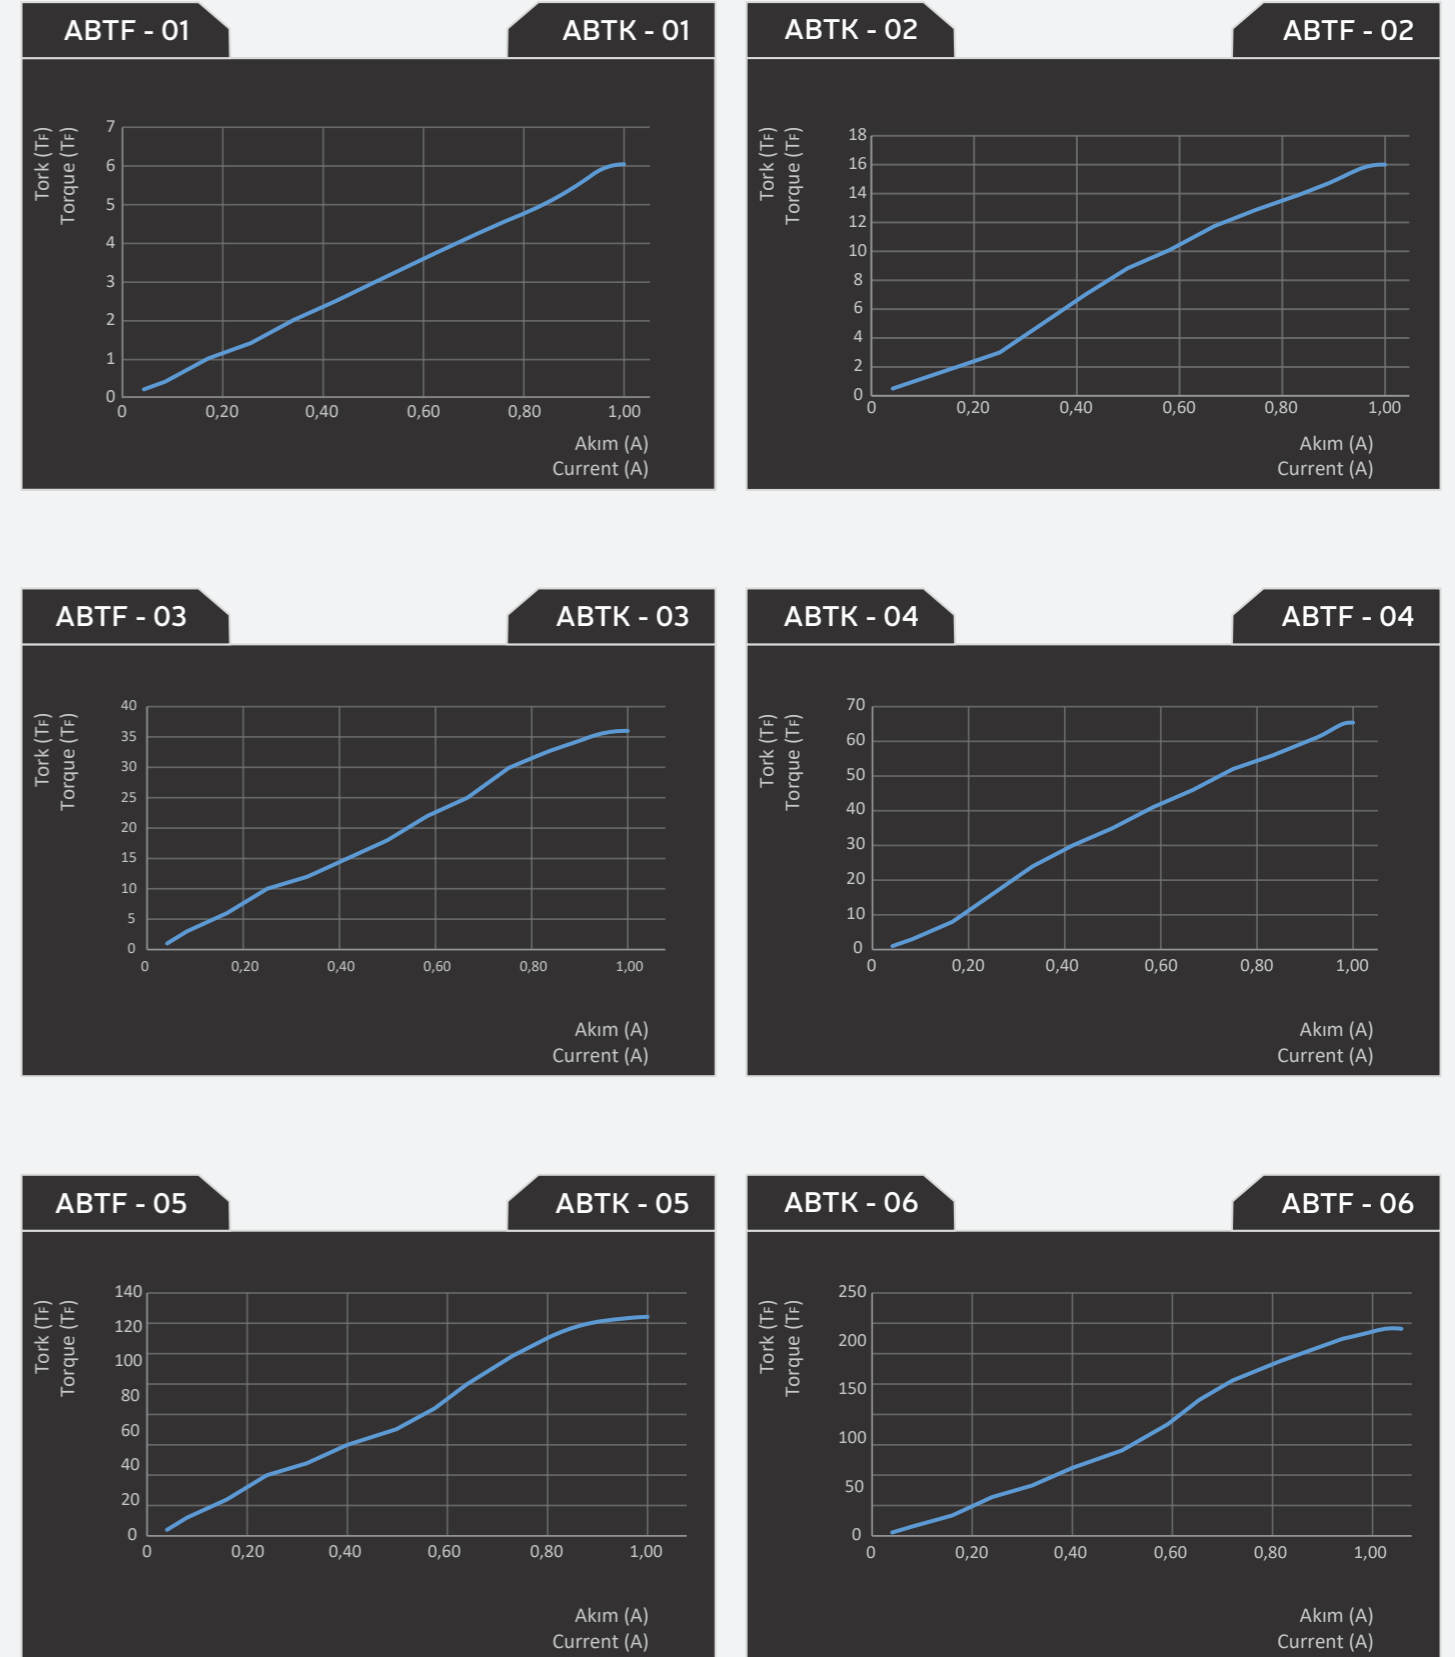 ABTF - 01
ABTK - 01
Tork (TF)
Torque (TF)
7
6
5
4
3
2
1
0
0 0,20 0,40 0,60 0,80 1,00
Akım (A)
Current (A)
ABTK - 02
ABTF - 02
Tork (TF)
Torque (TF)
18
16
14
12
10
8
6
4
2
0
0 0,20 0,40 0,60 0,80 1,00
Akım (A)
Current (A)
ABTF - 03
ABTK - 03
Tork (TF)
Torque (TF)
40
35
30
25
20
15
10
5
0
0 0,20 0,40 0,60 0,80 1,00
Akım (A)
Current (A)
ABTK - 04
ABTF - 04
Tork (TF)
Torque (TF)
70
60
50
40
30
20
10
0
0 0,20 0,40 0,60 0,80 1,00
Akım (A)
Current (A)
ABTF - 05
ABTK - 05
Tork (TF)
Torque (TF)
140
120
100
80
60
40
20
0
0 0,20 0,40 0,60 0,80 1,00
Akım (A)
Current (A)
ABTK - 06
ABTF - 06
Tork (TF)
Torque (TF)
250
200
150
100
50
0
0 0,20 0,40 0,60 0,80 1,00
Akım (A)
Current (A)